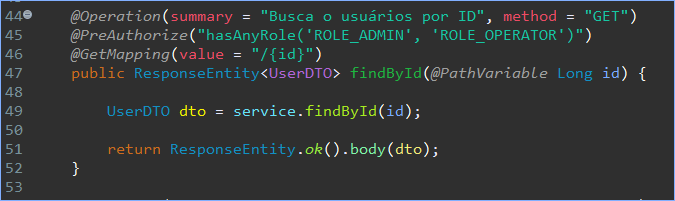 44 @Operation(summary = "Busca o usuários por ID", method = "GET")
45 @PreAuthorize("hasAnyRole('ROLE_ADMIN', 'ROLE_OPERATOR')")
46 @GetMapping(value = "/{id}")
47 public ResponseEntity<UserDTO> findById(@PathVariable Long id) {
48
49 UserDTO dto = service.findById(id);
50
51 return ResponseEntity.ok().body(dto);
52 }
53